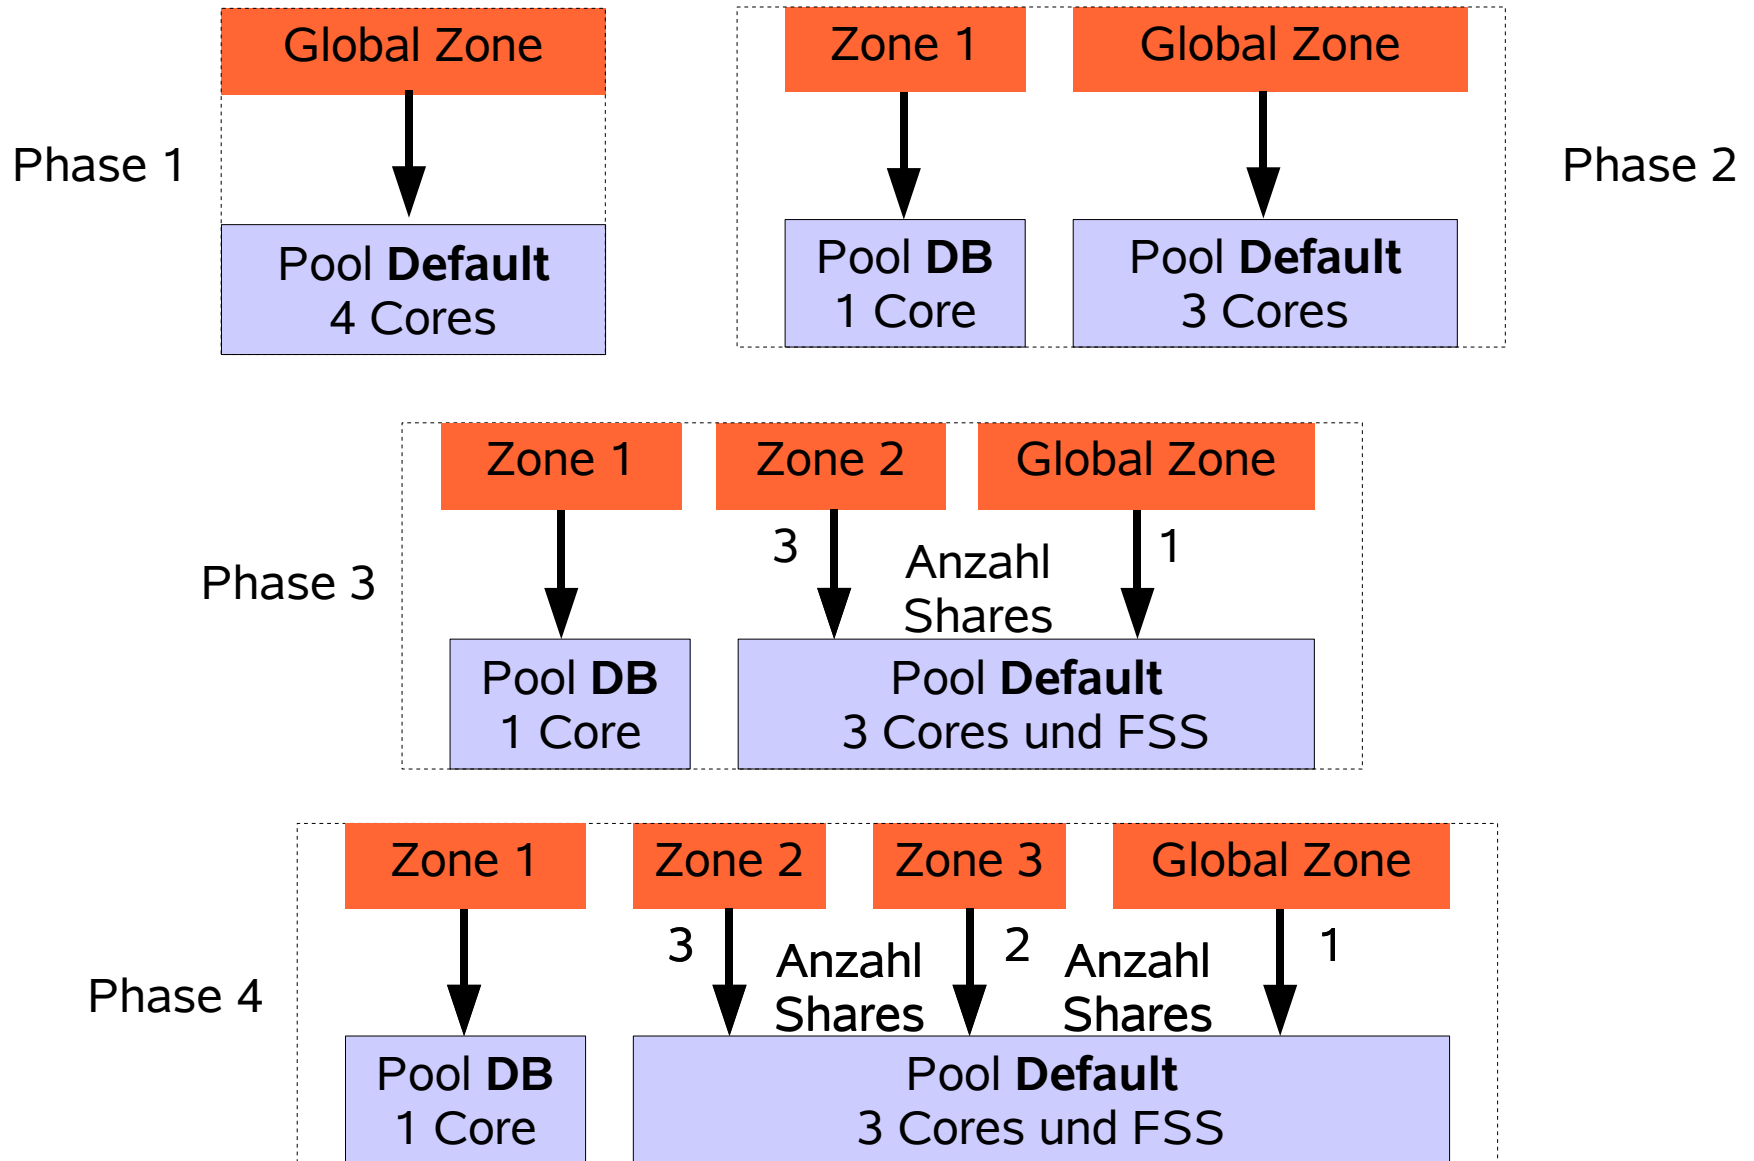 Phase 1
Global Zone
Pool Default
4 Cores
Zone 1
Global Zone
Pool DB
1 Core
Pool Default
3 Cores
Phase 2
Phase 3
Zone 1
Zone 2
Global Zone
3
Anzahl
Shares
1
Pool DB
1 Core
Pool Default
3 Cores und FSS
Phase 4
Zone 1
Zone 2
Zone 3
Global Zone
3
Anzahl
Shares
2
Anzahl
Shares
1
Pool DB
1 Core
Pool Default
3 Cores und FSS